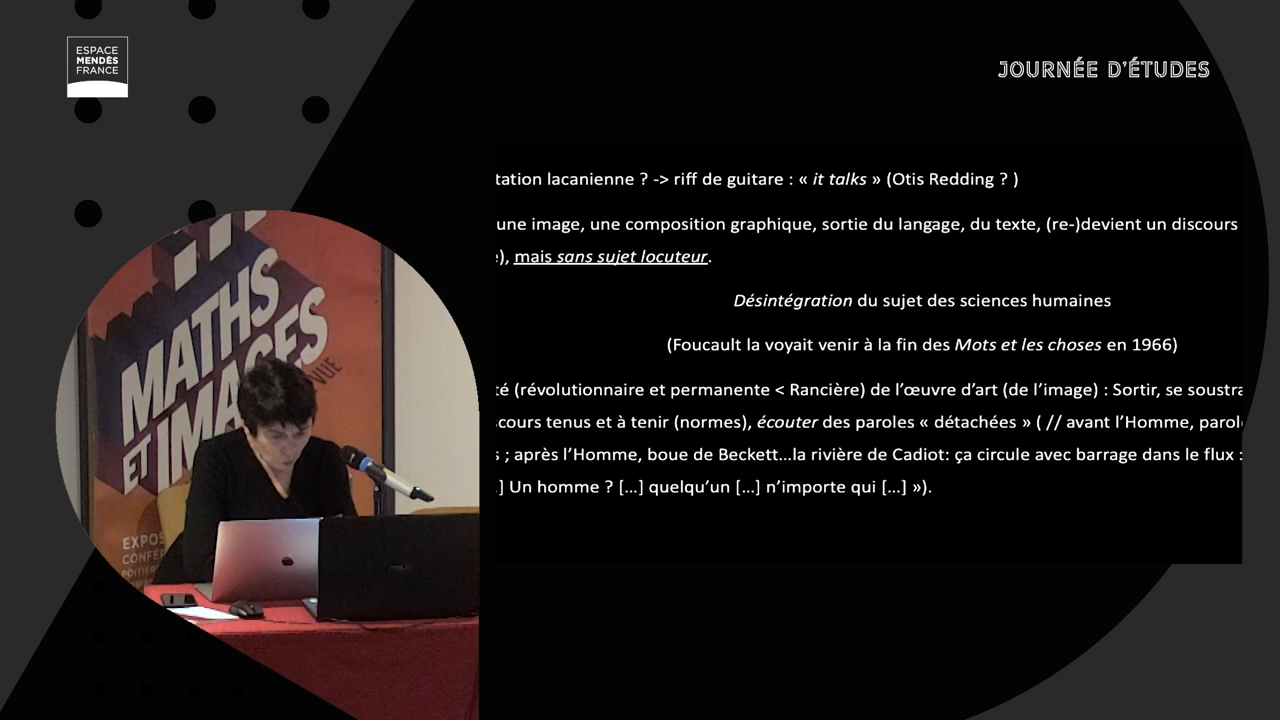 ESPACE
MENDÈS
FRANCE
JOURNÉE D'ÉTUDES
tation lacanienne ? -> riff de guitare : « it talks » (Otis Redding ? )
une image, une composition graphique, sortie du langage, du texte, (re-)devient un discours
e), mais sans sujet locuteur.
Désintégration du sujet des sciences humaines
(Foucault la voyait venir à la fin des Mots et les choses en 1966)
té (révolutionnaire et permanente < Rancière) de l'œuvre d'art (de l'image) : Sortir, se soustra
scours tenus et à tenir (normes), écouter des paroles « détachées » ( // avant l'Homme, parol
s ; après l'Homme, boue de Beckett...la rivière de Cadiot: ça circule avec barrage dans le flux :
] Un homme ? [...] quelqu'un [...] n'importe qui [...] »).
MATHS
ET IMAGES
VUE
EXPOS
CONFÉR
POITIERS